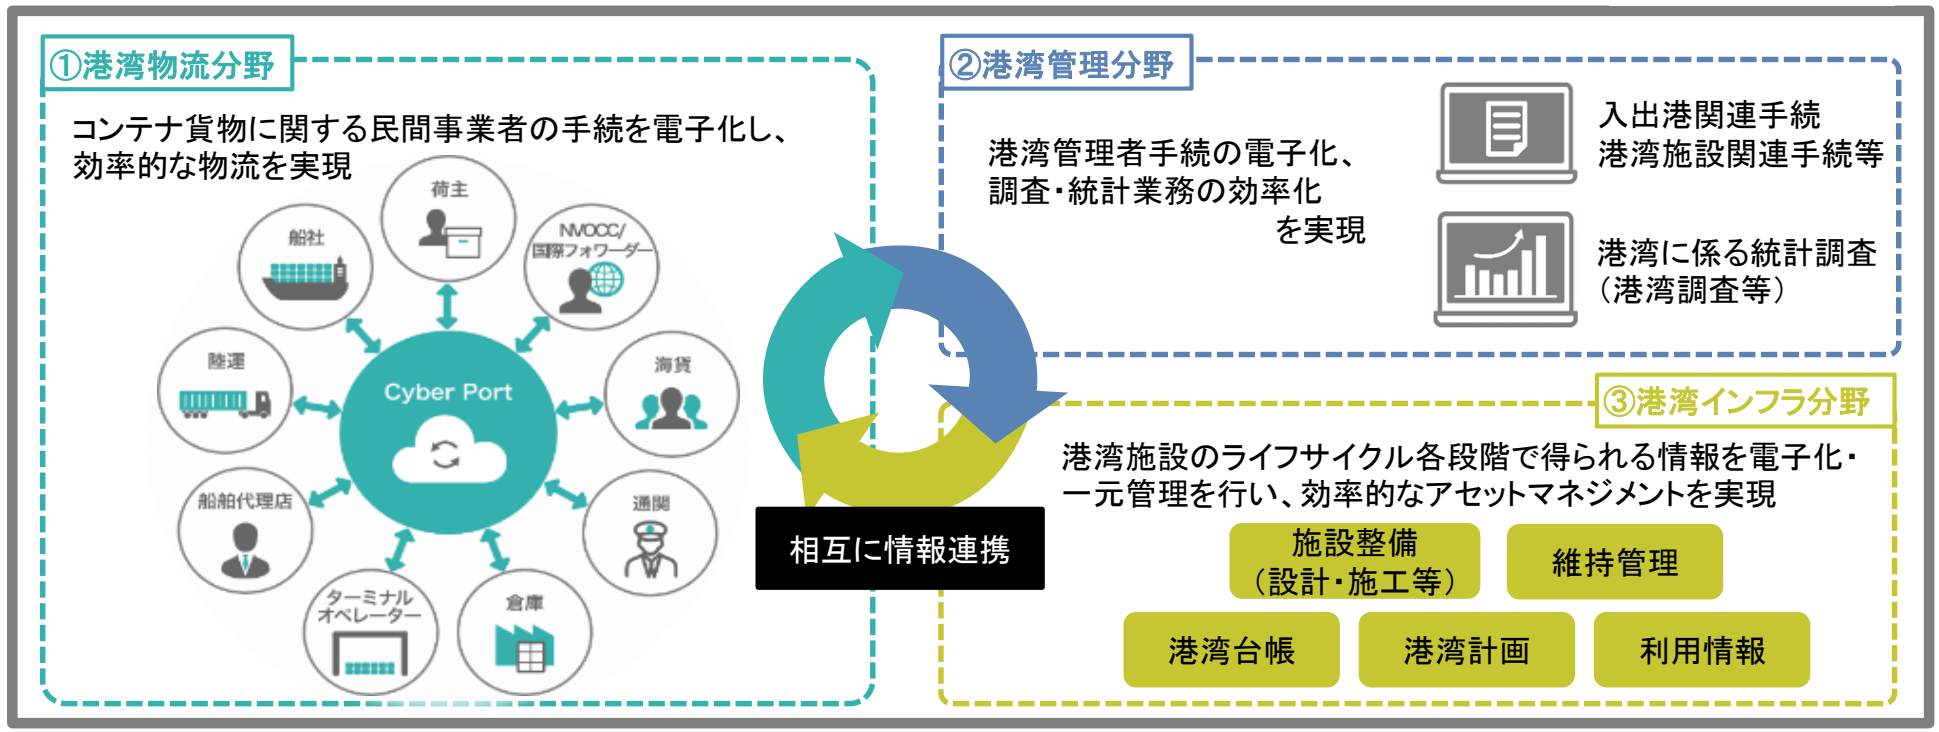 ①港湾物流分野
コンテナ貨物に関する民間事業者の手続を電子化し、
効率的な物流を実現
荷主
船社
NVOCC/
国際フォワーダー
陸運
海貨
Cyber Port
船舶代理店
通関
ターミナル
オペレーター
倉庫
相互に情報連携
②港湾管理分野
港湾管理者手続の電子化、
調査・統計業務の効率化
を実現
入出港関連手続
港湾施設関連手続等
港湾に係る統計調査
（港湾調査等）
③港湾インフラ分野
港湾施設のライフサイクル各段階で得られる情報を電子化・
一元管理を行い、効率的なアセットマネジメントを実現
施設整備
（設計・施工等）
維持管理
港湾台帳
港湾計画
利用情報